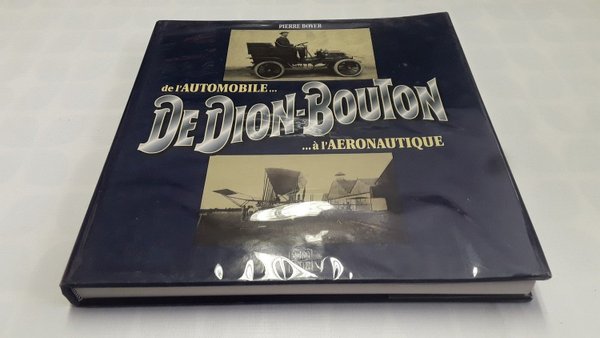 PIERRE BOYER
de l'AUTOMOBILE...
DE DION-BOUTON
...à l'AERONAUTIQUE